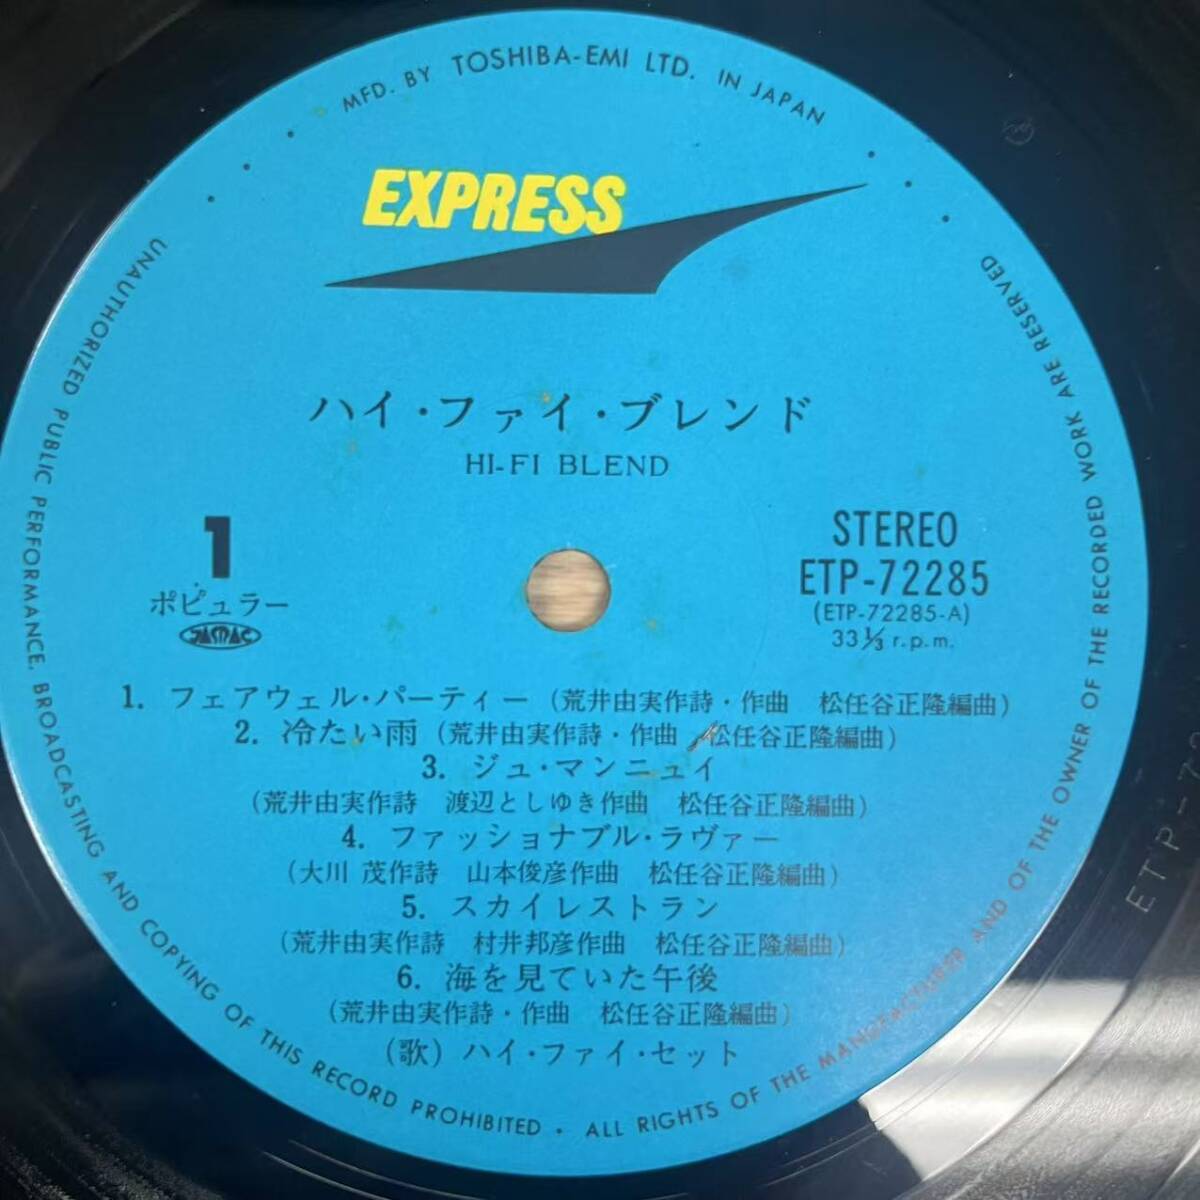 MFD. BY TOSHIBA-EMI LTD. IN JAPAN
EXPRESS
ハイ・ファイ・ブレンド
HI-FI BLEND
1
ポピュラー
JASRAC
STEREO
ETP-72285
(ETP-72285-A)
33 1/3 r.p.m.
1. フェアウェル・パーティー (荒井由実作詩・作曲 松任谷正隆編曲)
2. 冷たい雨 (荒井由実作詩・作曲 松任谷正隆編曲)
3. ジュ・マンニュイ
(荒井由実作詩 渡辺としゆき作曲 松任谷正隆編曲)
4. ファッショナブル・ラヴァー
(大川 茂作詩 山本俊彦作曲 松任谷正隆編曲)
5. スカイレストラン
(荒井由実作詩 村井邦彦作曲 松任谷正隆編曲)
6. 海を見ていた午後
(荒井由実作詩・作曲 松任谷正隆編曲)
(歌) ハイ・ファイ・セット
UNAUTHORIZED PUBLIC PERFORMANCE, BROADCASTING AND COPYING OF THIS RECORD PROHIBITED • ALL RIGHTS OF THE MANUFACTURER AND OF THE OWNER OF THE RECORDED WORK ARE RESERVED